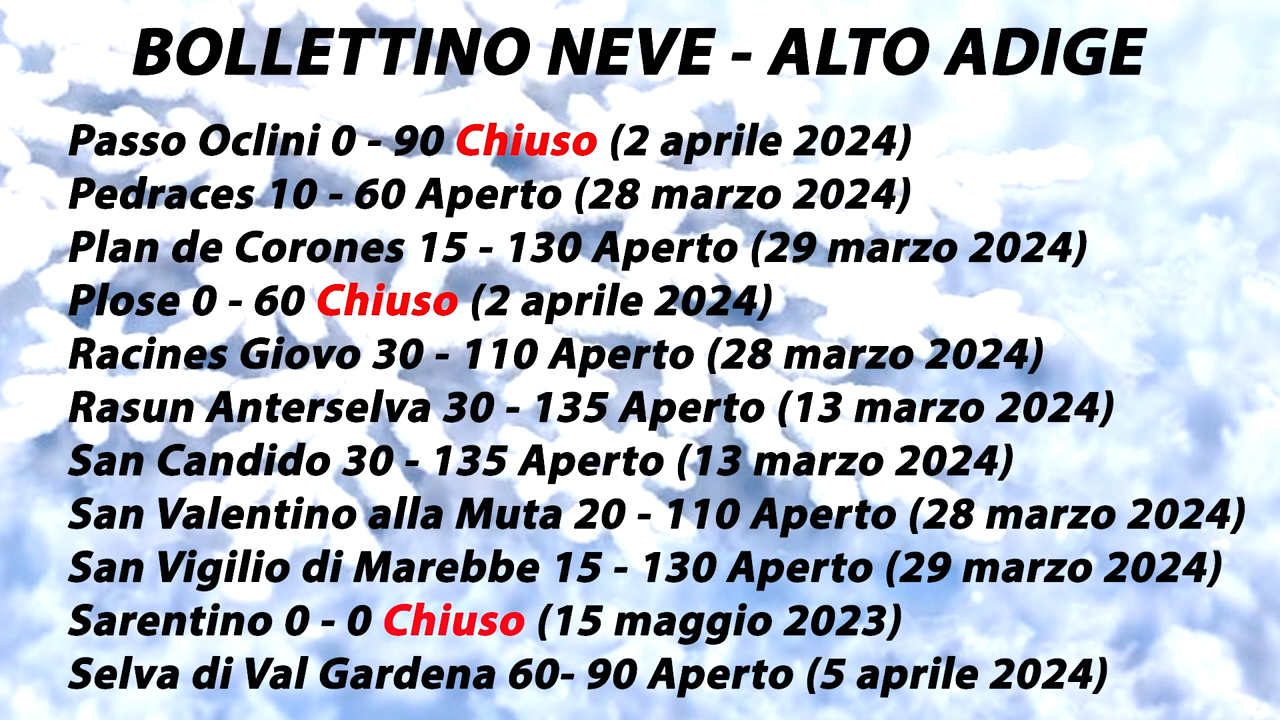 BOLLETTINO NEVE - ALTO ADIGE
Passo Oclini 0 - 90 Chiuso (2 aprile 2024)
Pedraces 10 - 60 Aperto (28 marzo 2024)
Plan de Corones 15 - 130 Aperto (29 marzo 2024)
Plose 0 - 60 Chiuso (2 aprile 2024)
Racines Giovo 30 - 110 Aperto (28 marzo 2024)
Rasun Anterselva 30 - 135 Aperto (13 marzo 2024)
San Candido 30 - 135 Aperto (13 marzo 2024)
San Valentino alla Muta 20 - 110 Aperto (28 marzo 2024)
San Vigilio di Marebbe 15 - 130 Aperto (29 marzo 2024)
Sarentino 0 - 0 Chiuso (15 maggio 2023)
Selva di Val Gardena 60- 90 Aperto (5 aprile 2024)